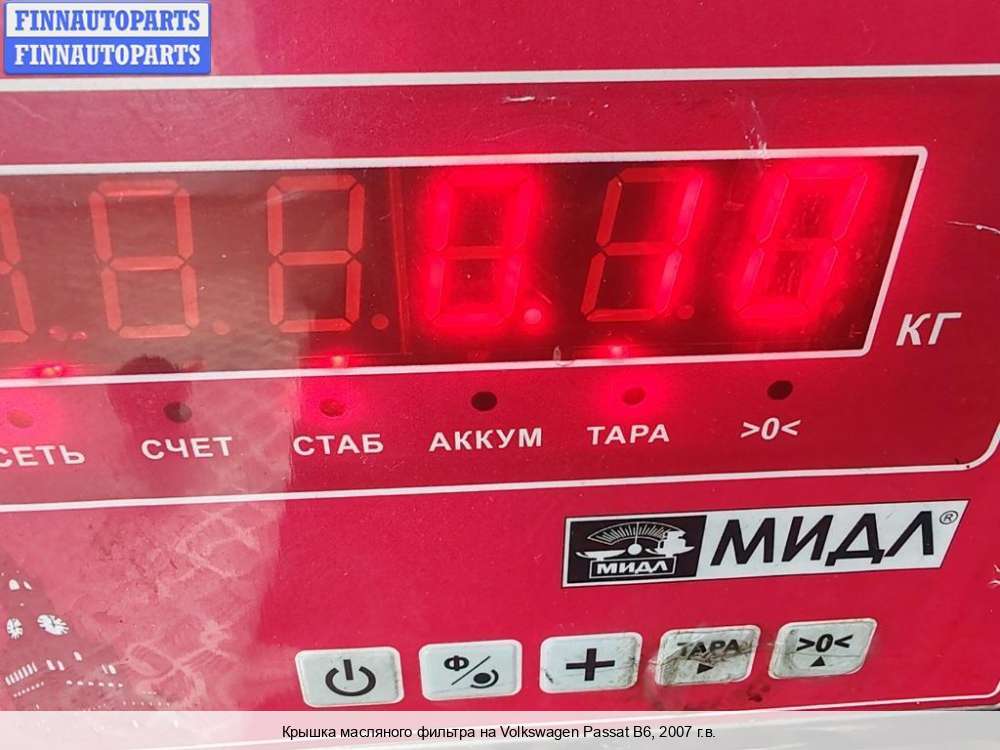 FINNAUTOPARTS
FINNAUTOPARTS
0.10
КГ
СЕТЬ СЧЕТ СТАБ АККУМ ТАРА >0<
МИДЛ МИДЛ®
Ф/ + ТАРА >0<
Крышка масляного фильтра на Volkswagen Passat B6, 2007 г.в.